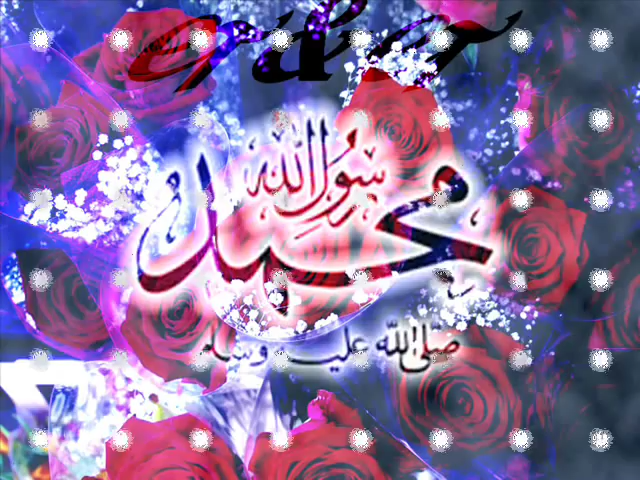 رسول الله
محمد
صلى الله عليه وسلم